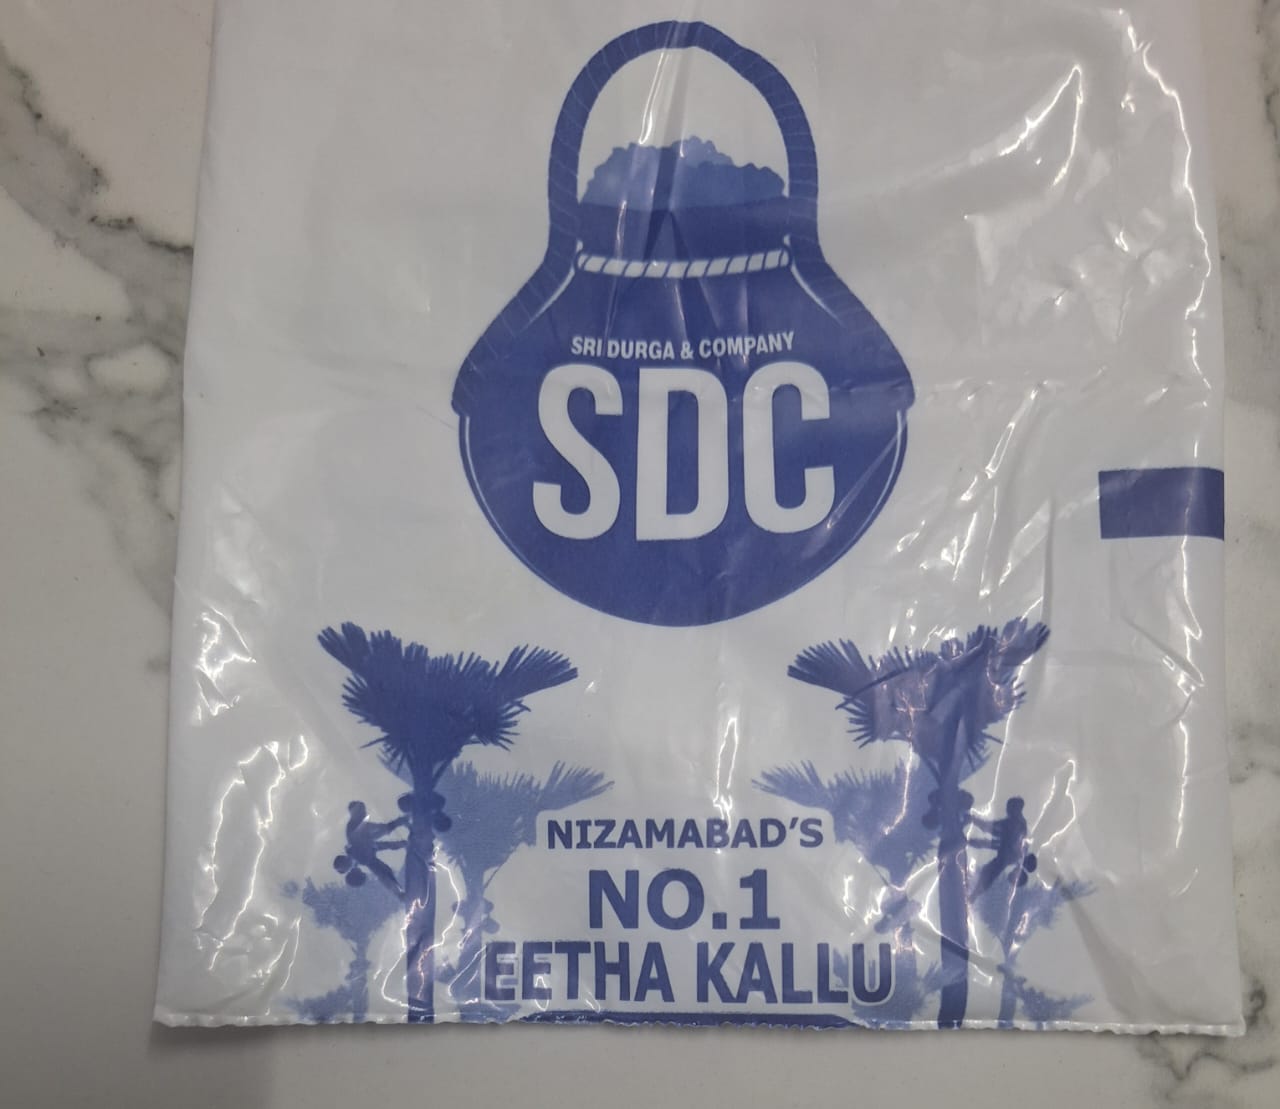 SRI DURGA & COMPANY
SDC
NIZAMABAD'S
NO.1
EETHA KALLU